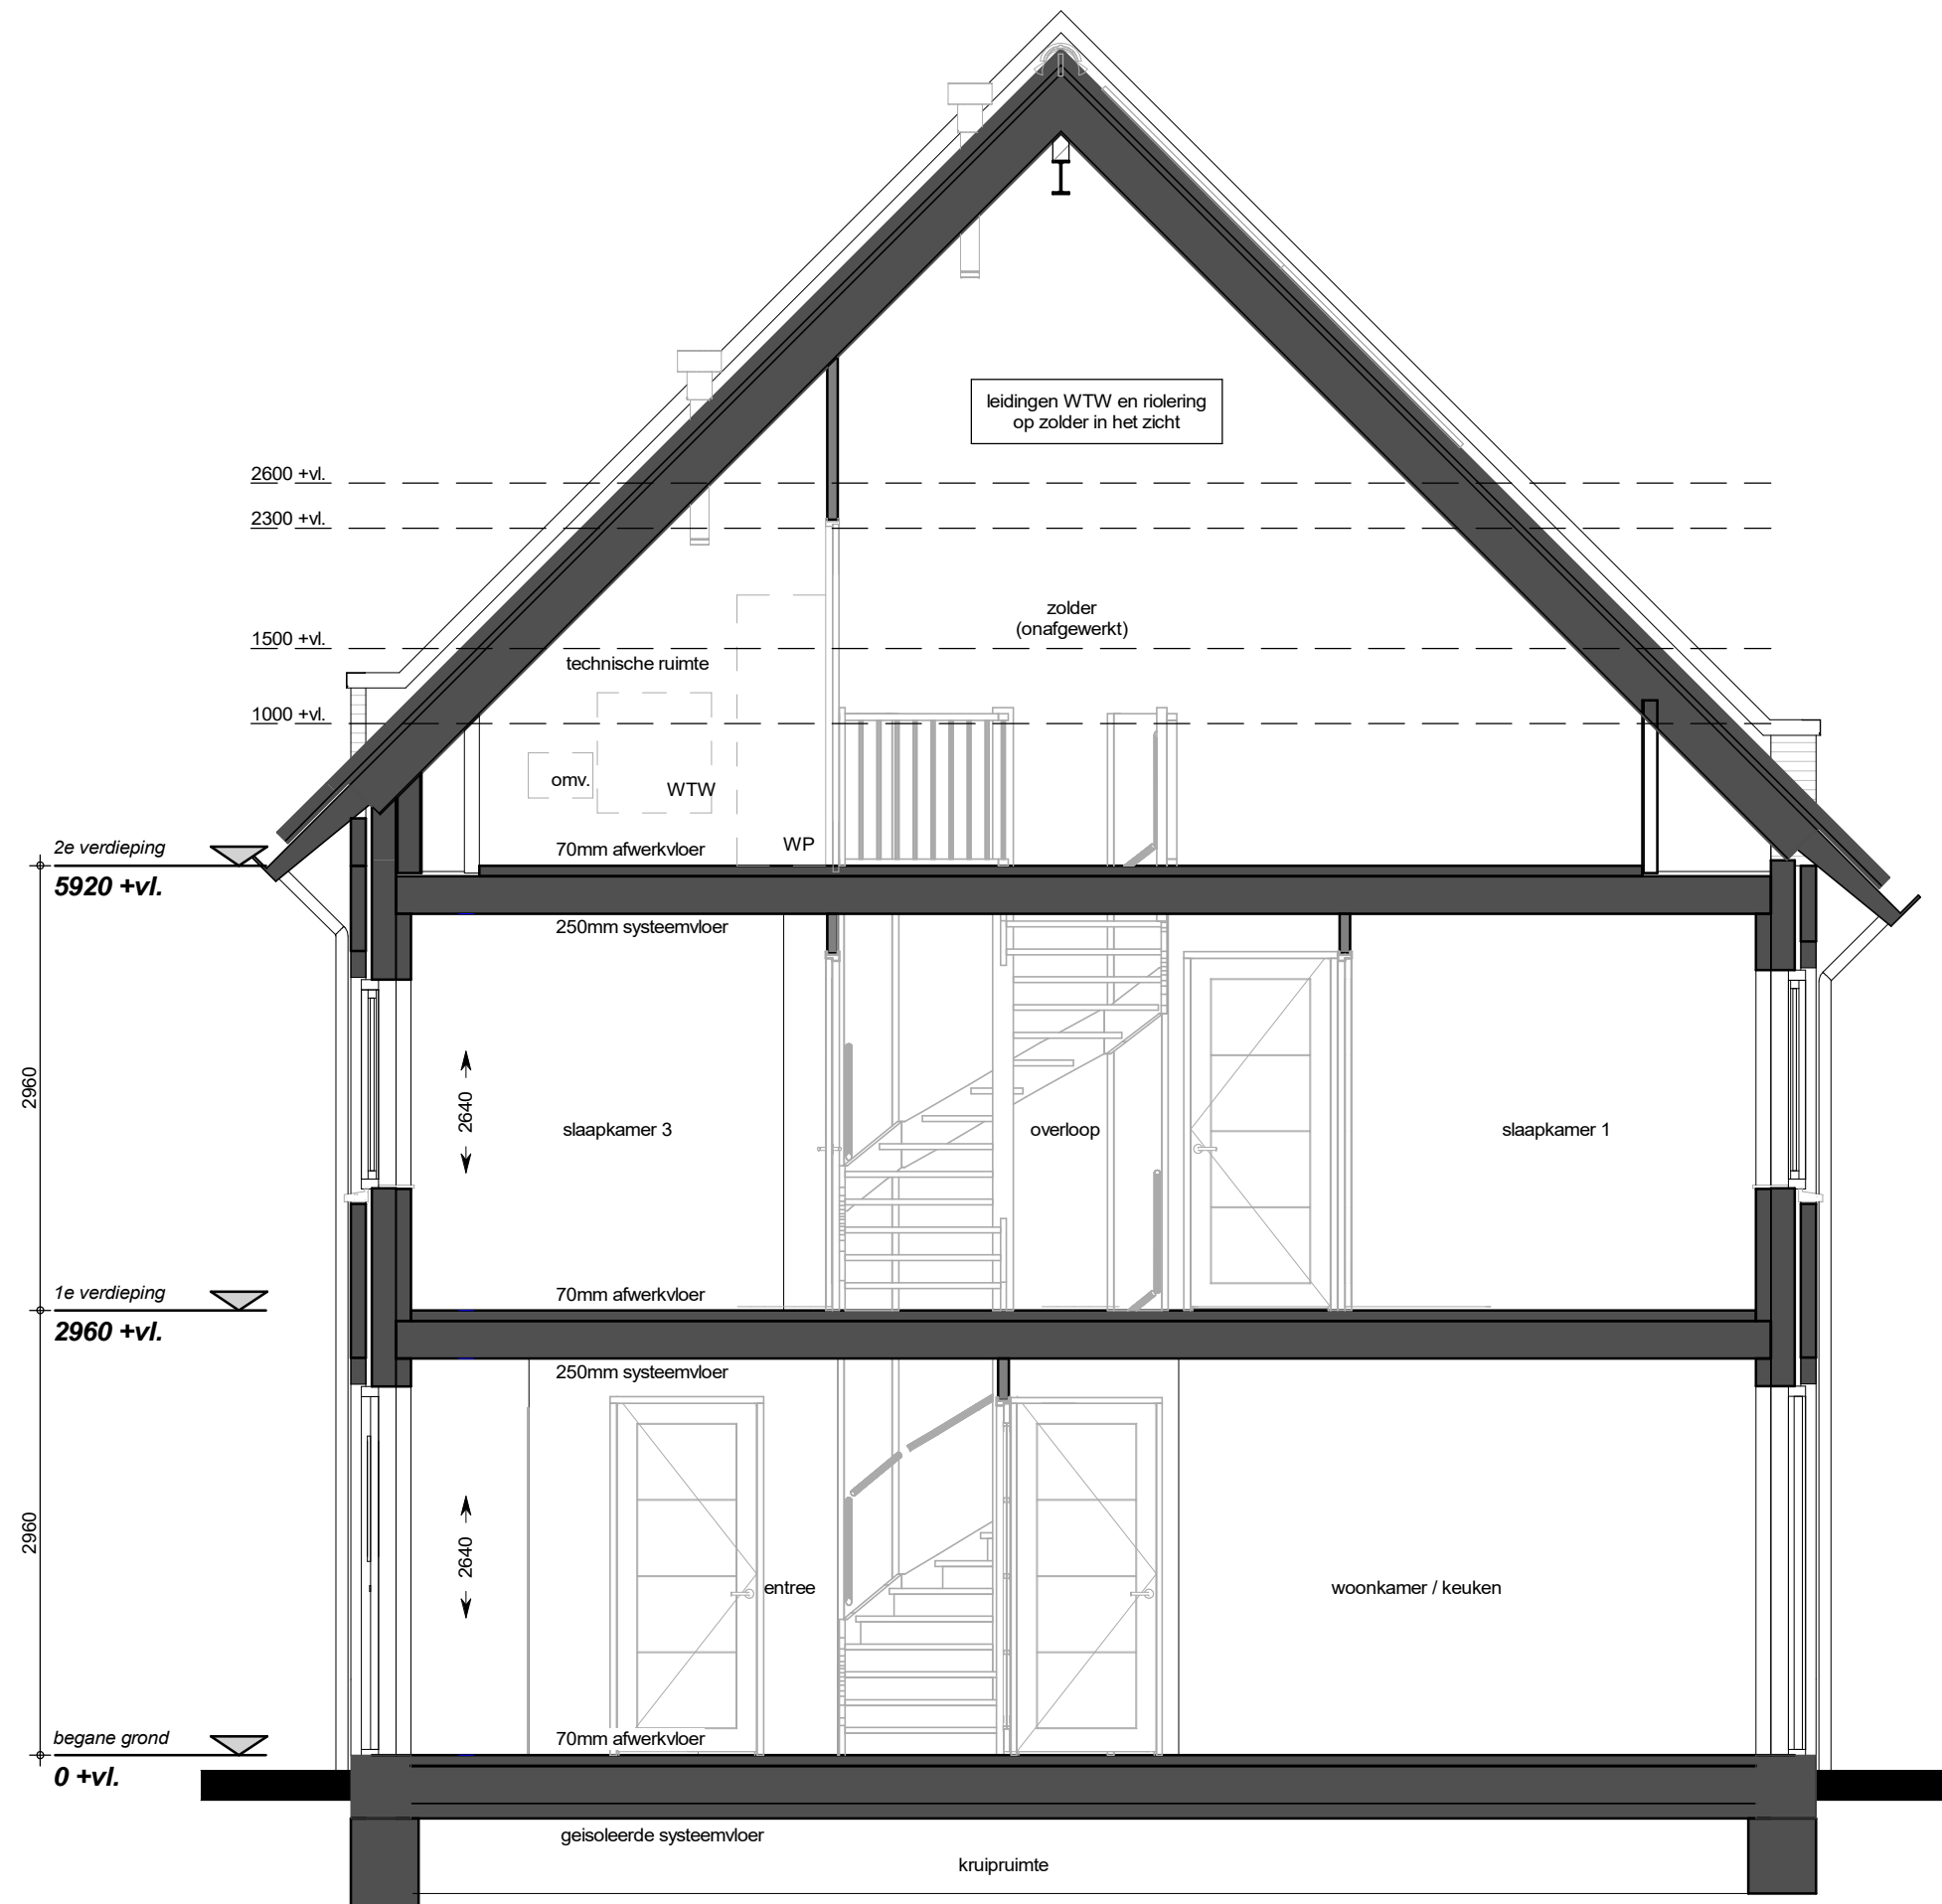 leidingen WTW en riolering
op zolder in het zicht
2600 +vl.
2300 +vl.
zolder
(onafgewerkt)
1500 +vl.
technische ruimte
1000 +vl.
omv.
WTW
WP
2e verdieping
70mm afwerkvloer
5920 +vl.
250mm systeemvloer
2960
2640
slaapkamer 3
overloop
slaapkamer 1
1e verdieping
70mm afwerkvloer
2960 +vl.
250mm systeemvloer
2960
2640
entree
woonkamer / keuken
begane grond
70mm afwerkvloer
0 +vl.
geisoleerde systeemvloer
kruipruimte